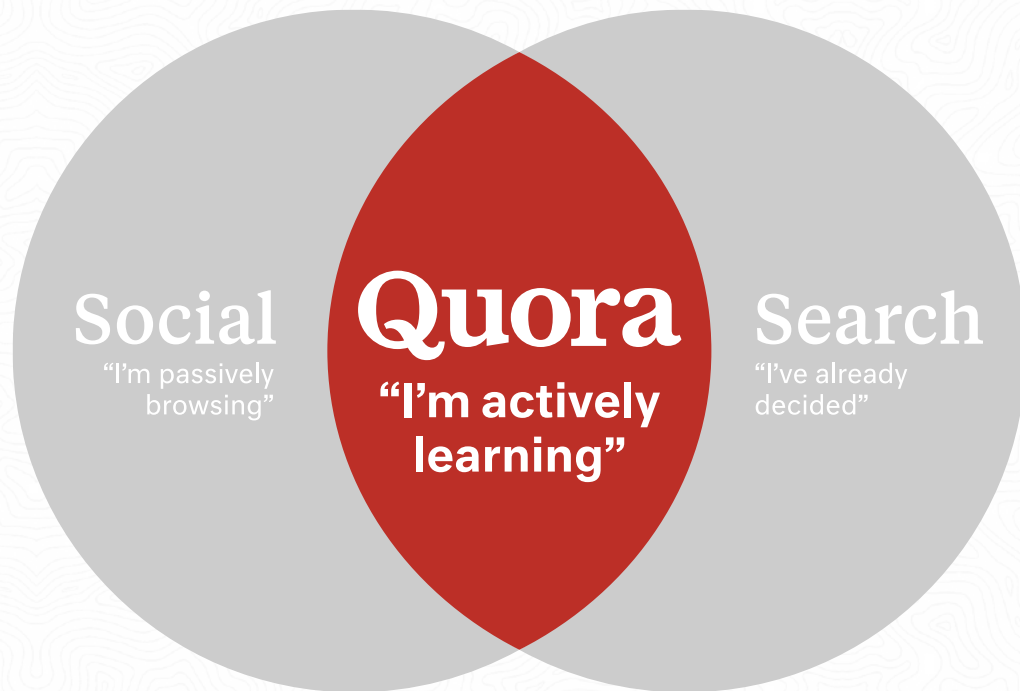 Social
“I’m passively
browsing”
Quora
“I’m actively
learning”
Search
“I’ve already
decided”